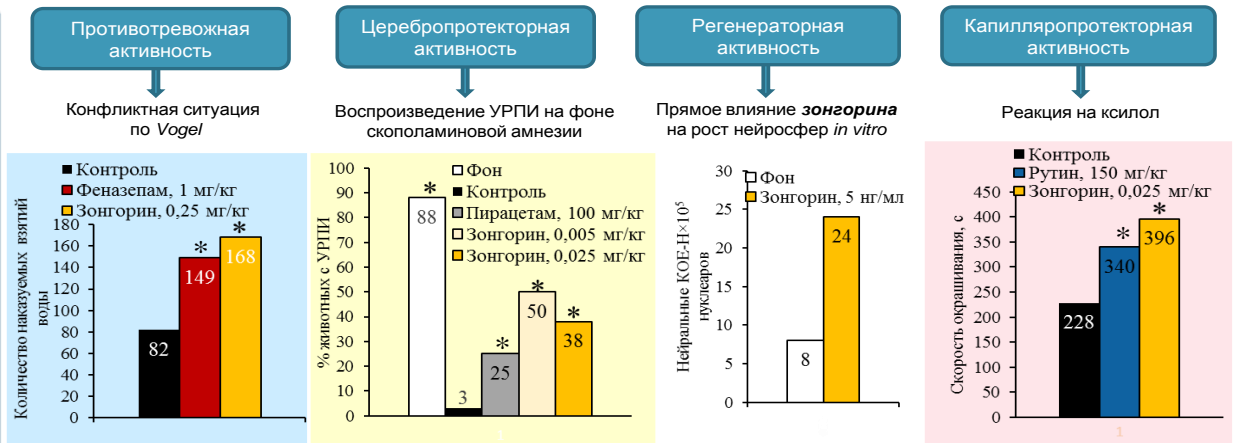 Противотревожная
активность
Конфликтная ситуация
по Vogel
Контроль
Феназепам, 1 мг/кг
Зонгорин, 0,25 мг/кг
Количество наказуемых взятий
воды
180
160
140
120
100
80
60
40
20
0
82
*
149
*
168
Церебропротекторная
активность
Воспроизведение УРПИ на фоне
скополаминовой амнезии
Фон
Контроль
Пирацетам, 100 мг/кг
Зонгорин, 0,005 мг/кг
Зонгорин, 0,025 мг/кг
% животных с УРПИ
100
90
80
70
60
50
40
30
20
10
0
*
88
3
*
25
*
50
*
38
1
Регенераторная
активность
Прямое влияние зонгорина
на рост нейросфер in vitro
Фон
Зонгорин, 5 нг/мл
Нейральные КОЕ-Н×10⁵
нуклеаров
30
25
20
15
10
5
0
8
24
Капилляропротекторная
активность
Реакция на ксилол
Контроль
Рутин, 150 мг/кг
Зонгорин, 0,025 мг/кг
Скорость окрашивания, с
450
400
350
300
250
200
150
100
50
0
228
*
340
*
396
1